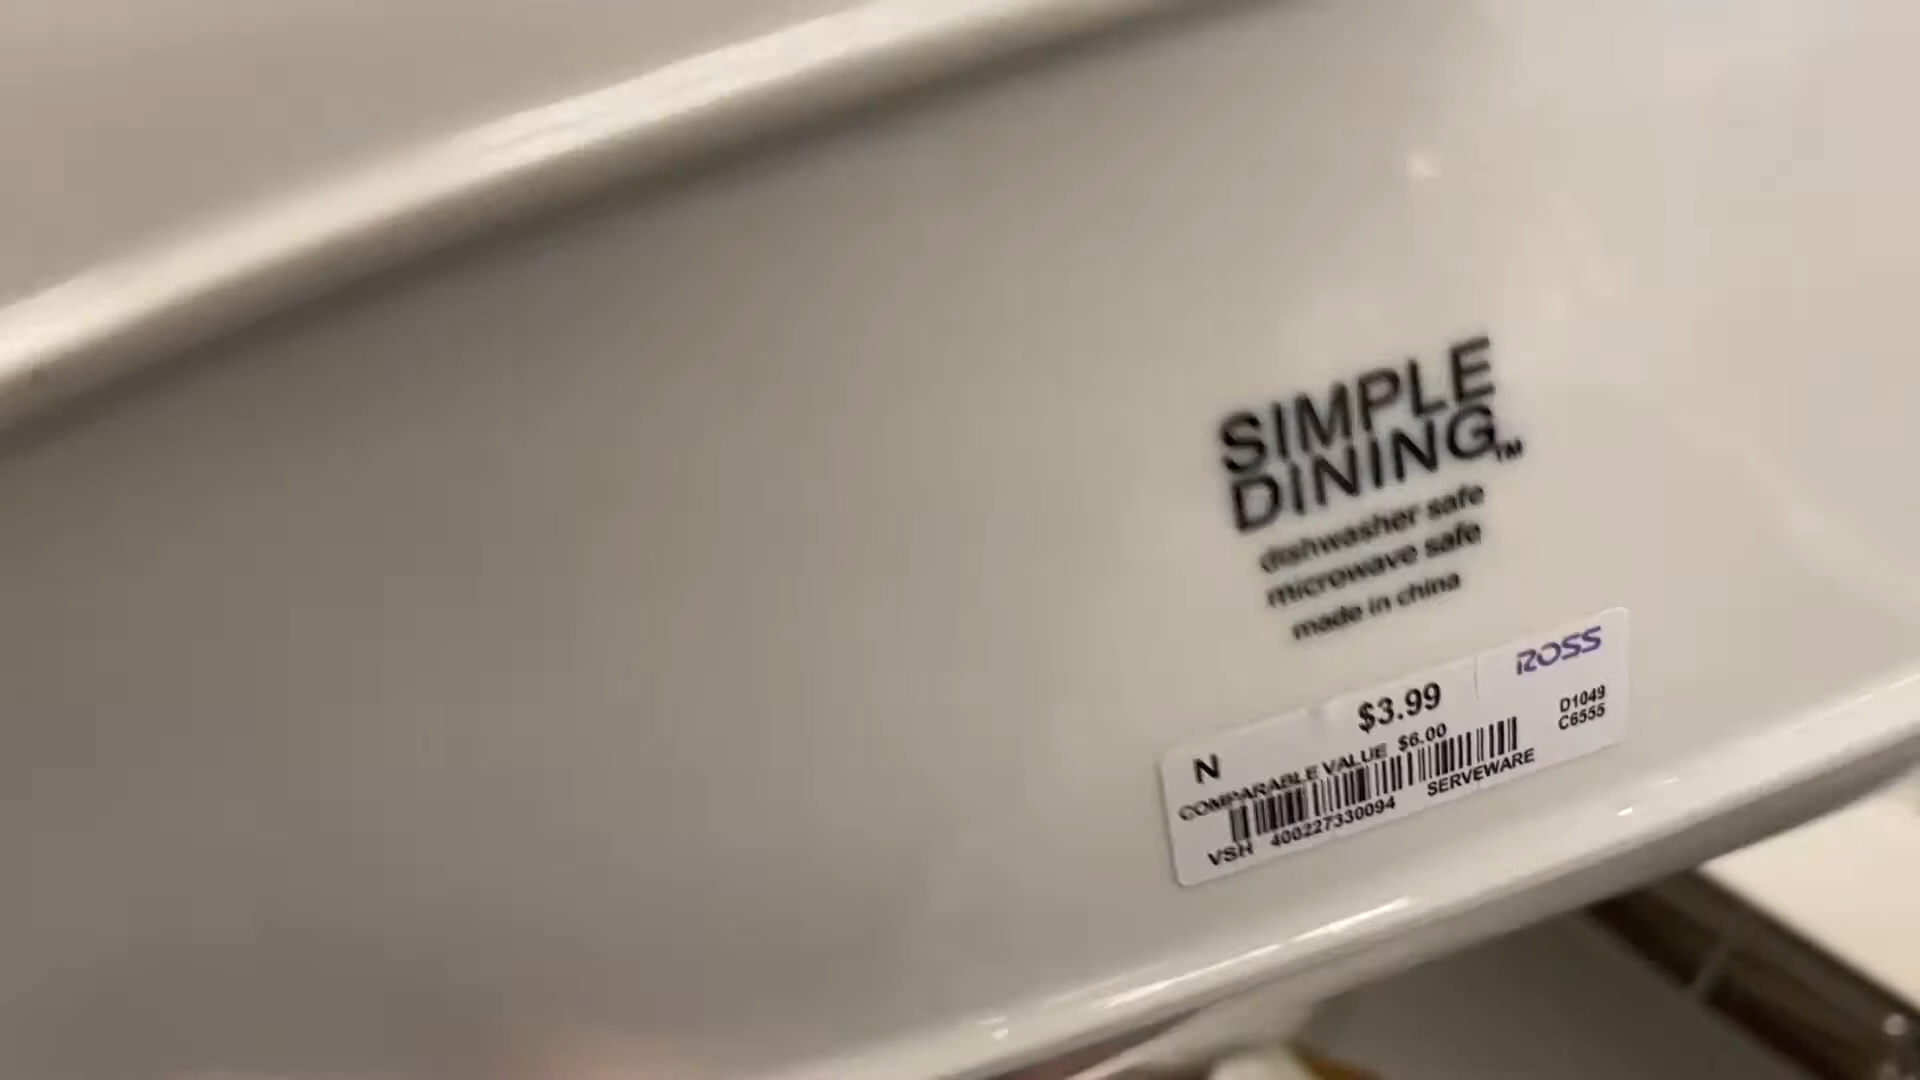 SIMPLE
DINING™
dishwasher safe
microwave safe
made in china
ROSS
$3.99
D1049
C6555
N
COMPARABLE VALUE $6.00
SERVEWARE
VSH 400227330094